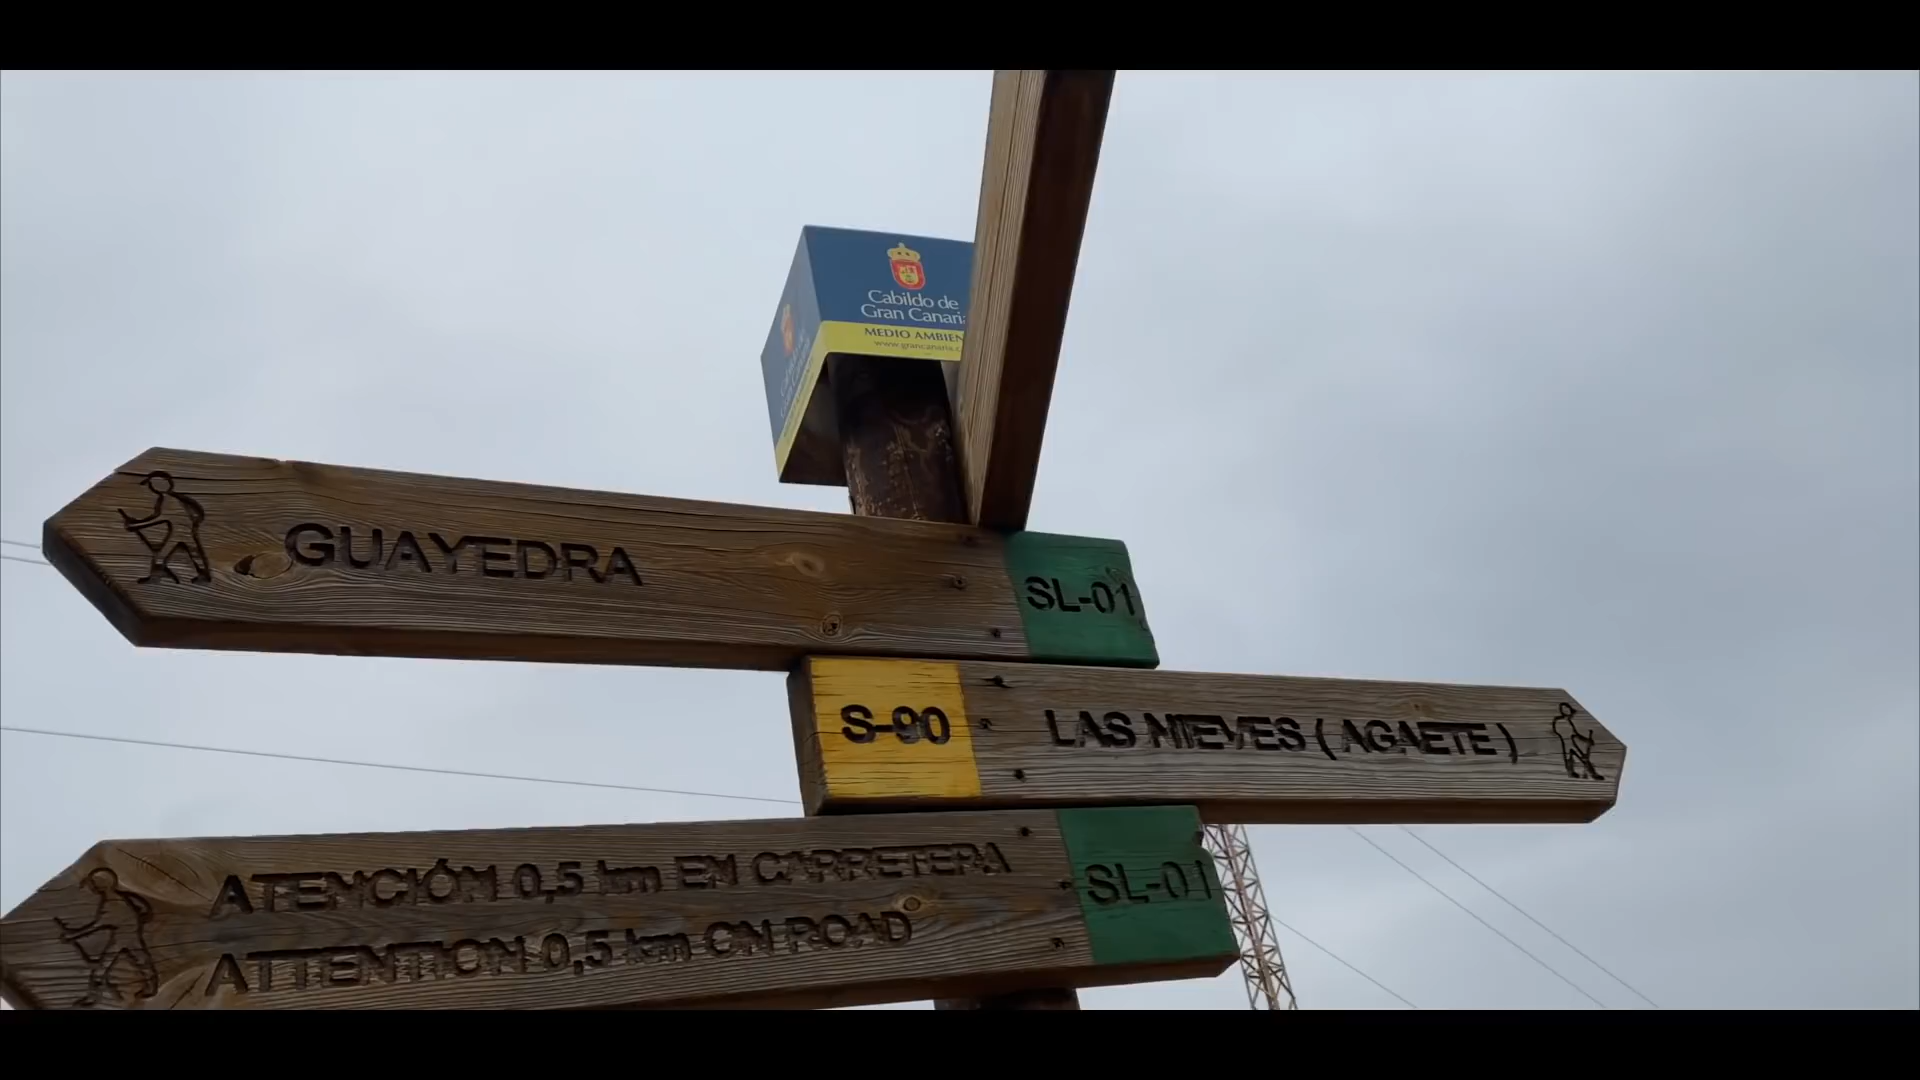 Cabildo de
Gran Canaria
MEDIO AMBIEN
www.grancanaria.c
GUAYEDRA
SL-01
S-90
LAS NIEVES ( AGAETE )
ATENCIÓN 0,5 km EN CARRETERA
ATTENTION 0,5 km ON ROAD
SL-01